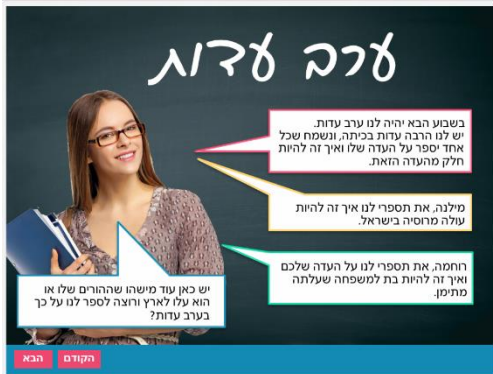 ערב עדות
בשבוע הבא יהיה לנו ערב עדות.
יש לנו הרבה עדות בכיתה, ונשמח שכל
אחד יספר על העדה שלו ואיך זה להיות
חלק מהעדה הזאת.
מילנה, את תספרי לנו איך זה להיות
עולה מרוסיה בישראל.
רוחמה, את תספרי לנו על העדה שלכם
ואיך זה להיות בת למשפחה שעלתה
מתימן.
יש כאן עוד מישהו שההורים שלו או
הוא עלו לארץ ורוצה לספר לנו על כך
בערב עדות?
הקודם
הבא